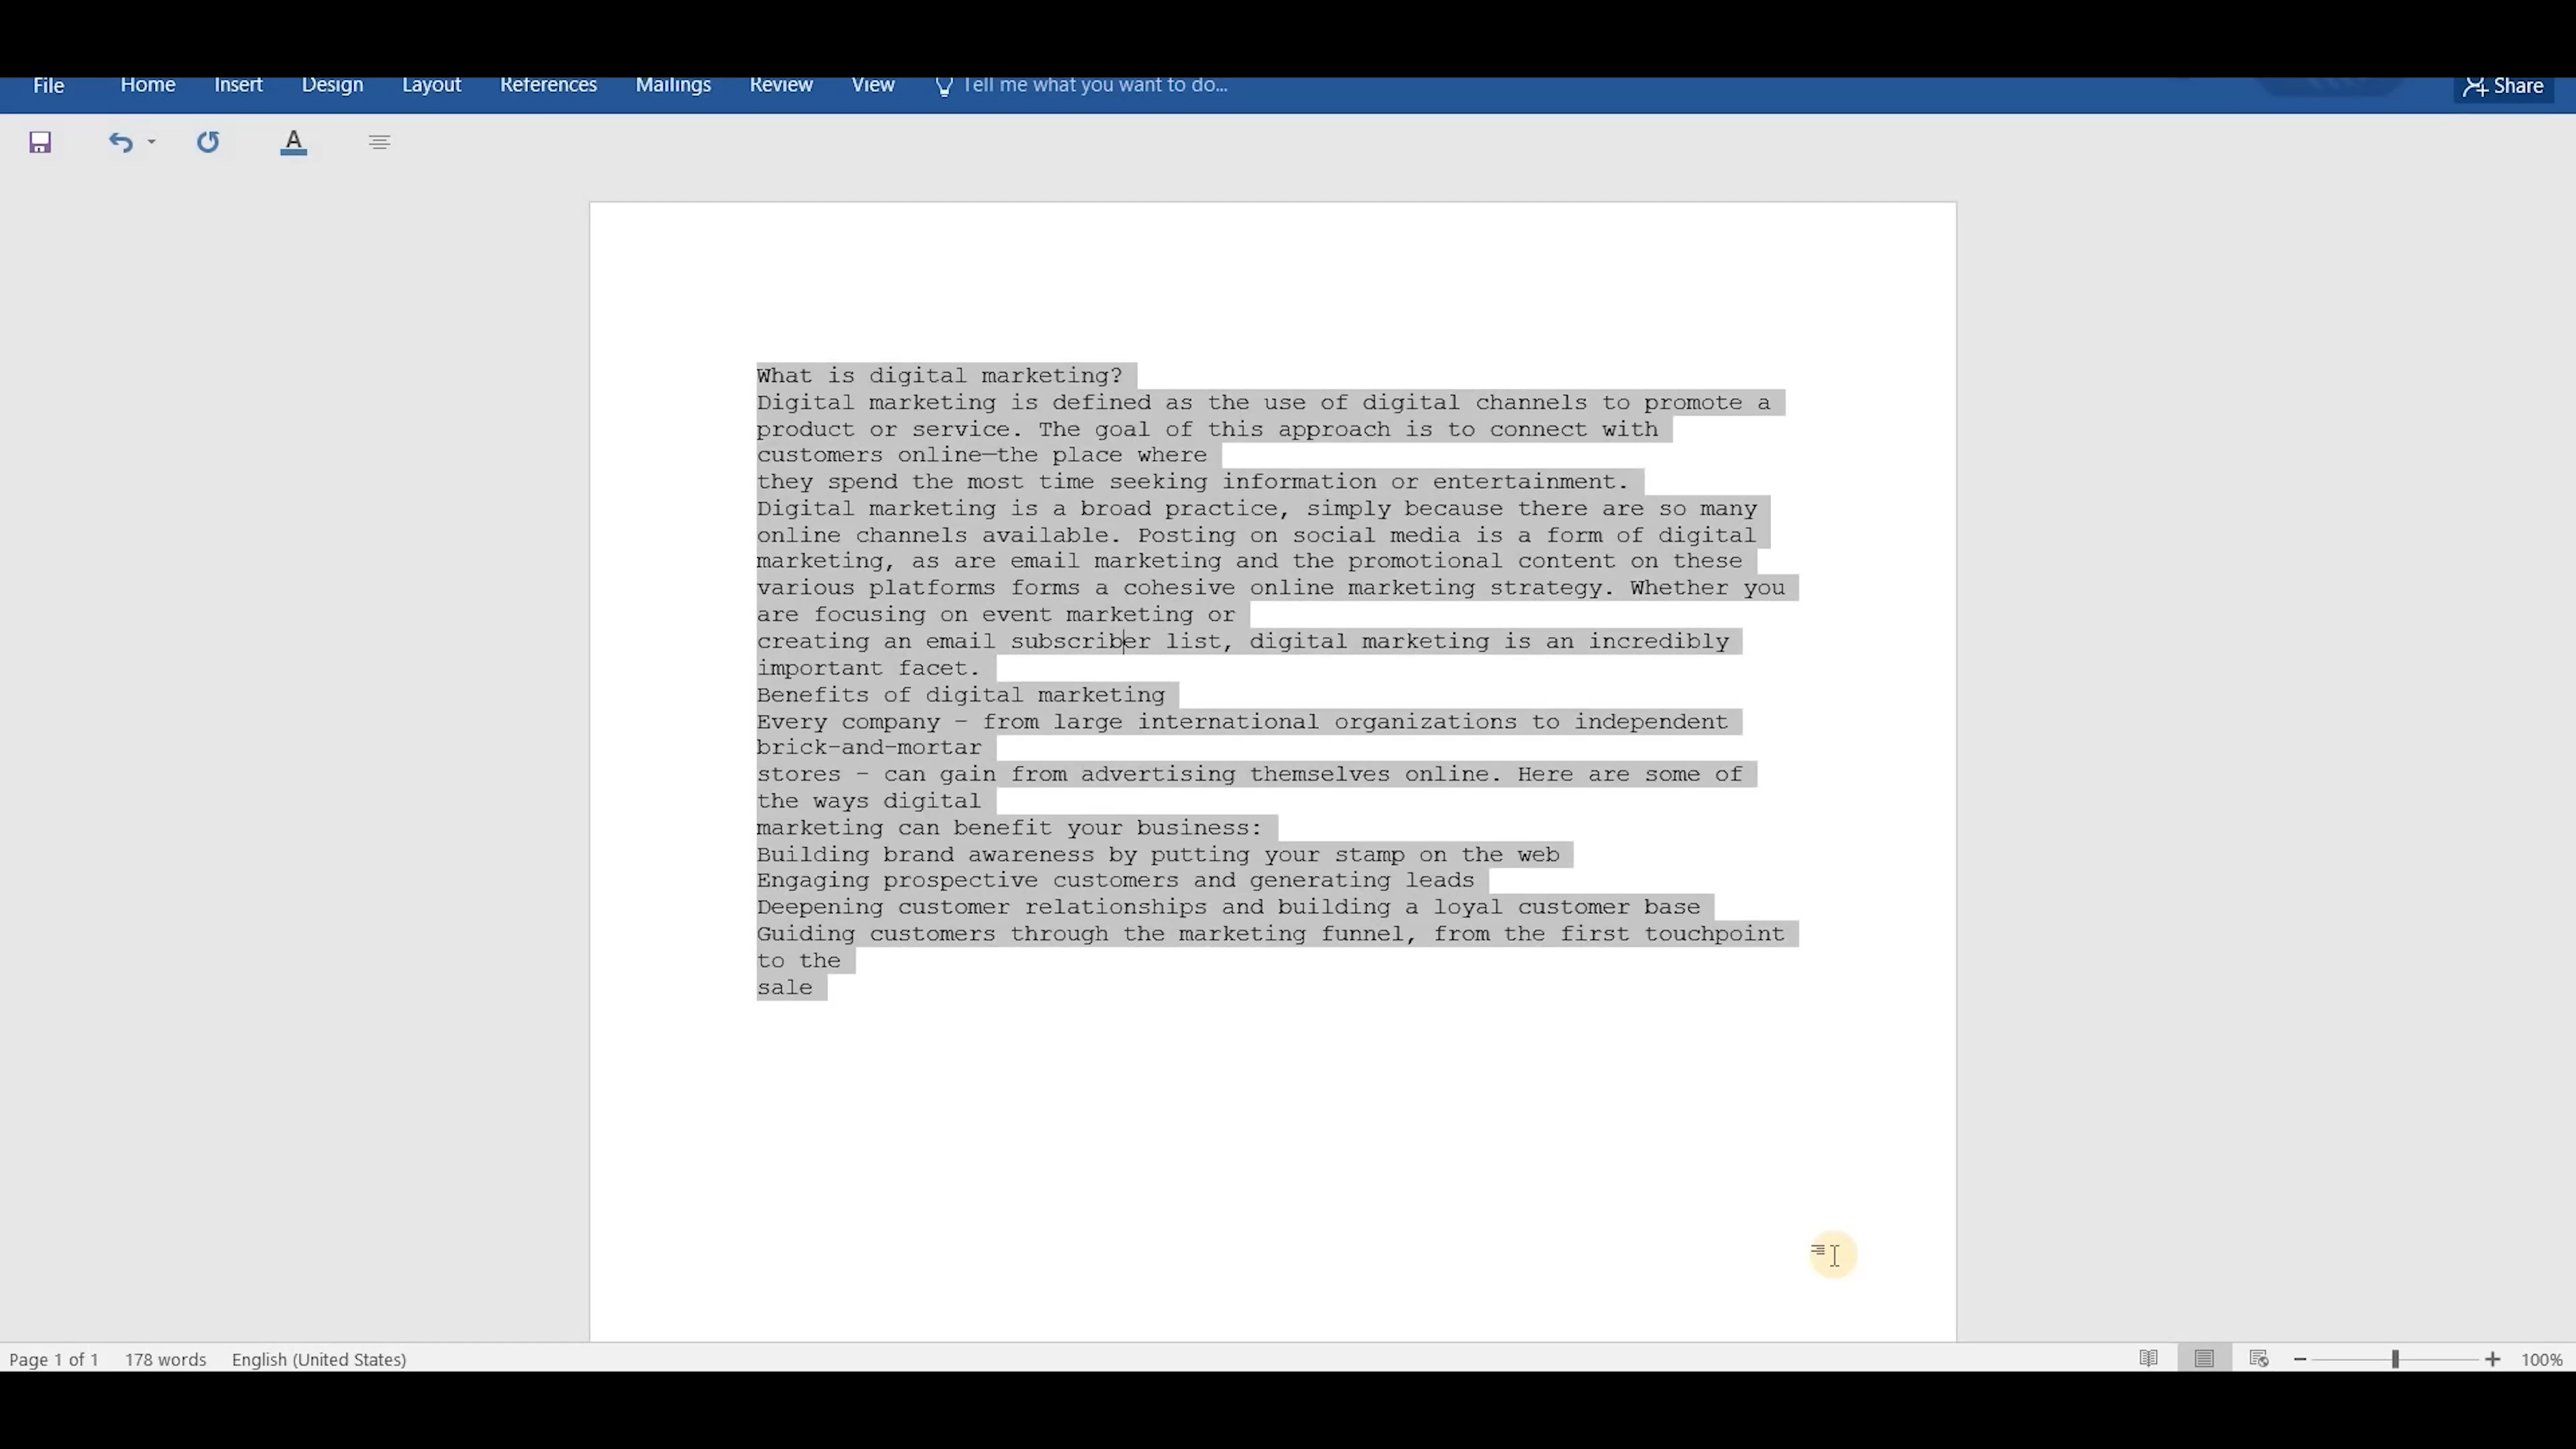 File Home Insert Design Layout References Mailings Review View Tell me what you want to do... Share
A
What is digital marketing?
Digital marketing is defined as the use of digital channels to promote a
product or service. The goal of this approach is to connect with
customers online—the place where
they spend the most time seeking information or entertainment.
Digital marketing is a broad practice, simply because there are so many
online channels available. Posting on social media is a form of digital
marketing, as are email marketing and the promotional content on these
various platforms forms a cohesive online marketing strategy. Whether you
are focusing on event marketing or
creating an email subscriber list, digital marketing is an incredibly
important facet.
Benefits of digital marketing
Every company – from large international organizations to independent
brick-and-mortar
stores – can gain from advertising themselves online. Here are some of
the ways digital
marketing can benefit your business:
Building brand awareness by putting your stamp on the web
Engaging prospective customers and generating leads
Deepening customer relationships and building a loyal customer base
Guiding customers through the marketing funnel, from the first touchpoint
to the
sale
Page 1 of 1 178 words English (United States) 100%